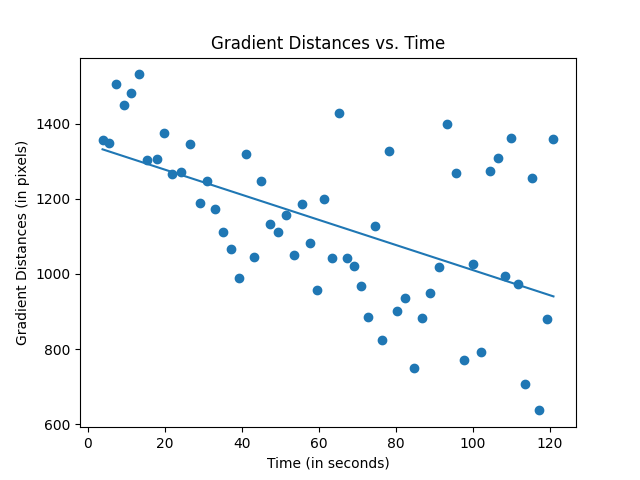 Gradient Distances vs. Time
Gradient Distances (in pixels)
1400
1200
1000
800
600
0 20 40 60 80 100 120
Time (in seconds)